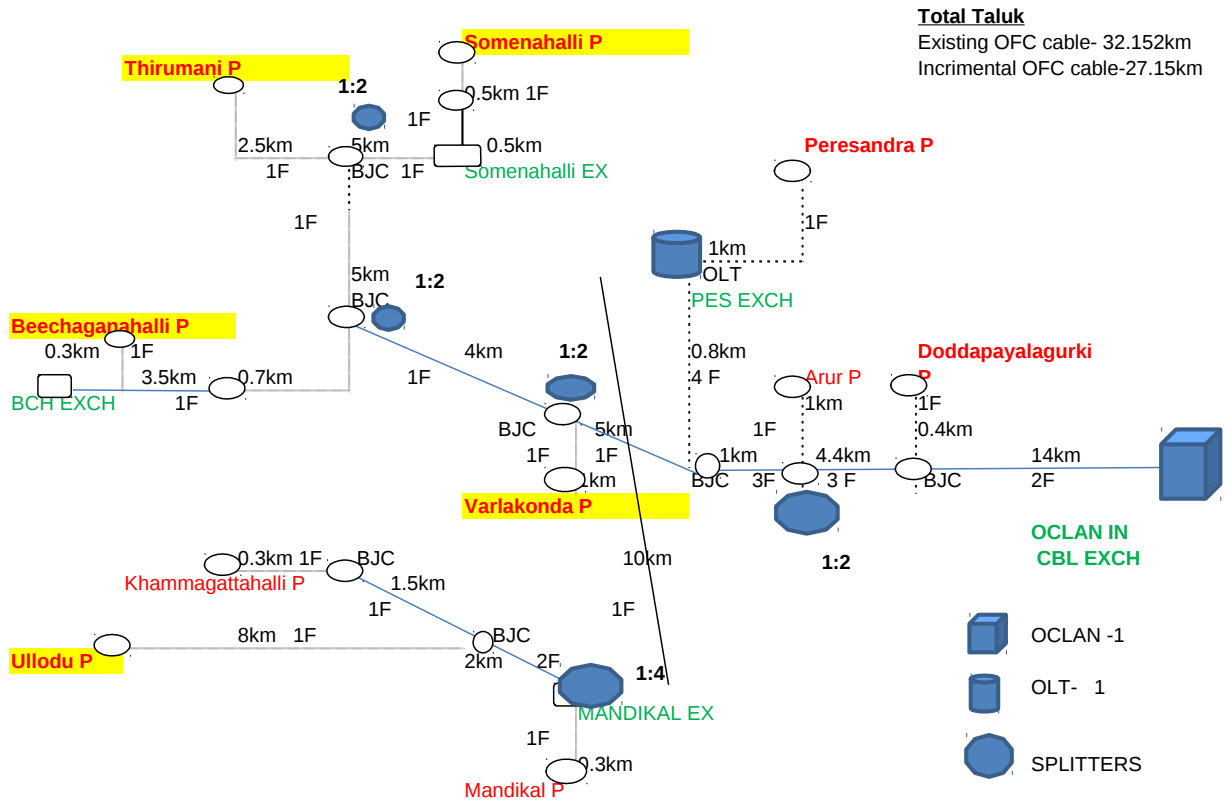 Total Taluk
Existing OFC cable- 32.152km
Incrimental OFC cable-27.15km
Somenahalli P
Thirumani P
1:2
0.5km 1F
1F
2.5km
5km
0.5km
1F
BJC
1F
Somenahalli EX
Peresandra P
1F
1F
1km
OLT
PES EXCH
5km
BJC
1:2
Beechaganahalli P
0.3km
1F
4km
1:2
0.8km
4 F
Doddapayalagurki
P
3.5km
0.7km
1F
Arur P
1km
1F
BCH EXCH
1F
BJC
5km
1F
0.4km
1F
1F
1km
4.4km
14km
1km
BJC
3F
3 F
BJC
2F
Varlakonda P
OCLAN IN
CBL EXCH
0.3km 1F
BJC
10km
1:2
Khammagattahalli P
1.5km
1F
1F
8km 1F
BJC
OCLAN -1
Ullodu P
2km
2F
1:4
OLT- 1
MANDIKAL EX
1F
0.3km
SPLITTERS
Mandikal P